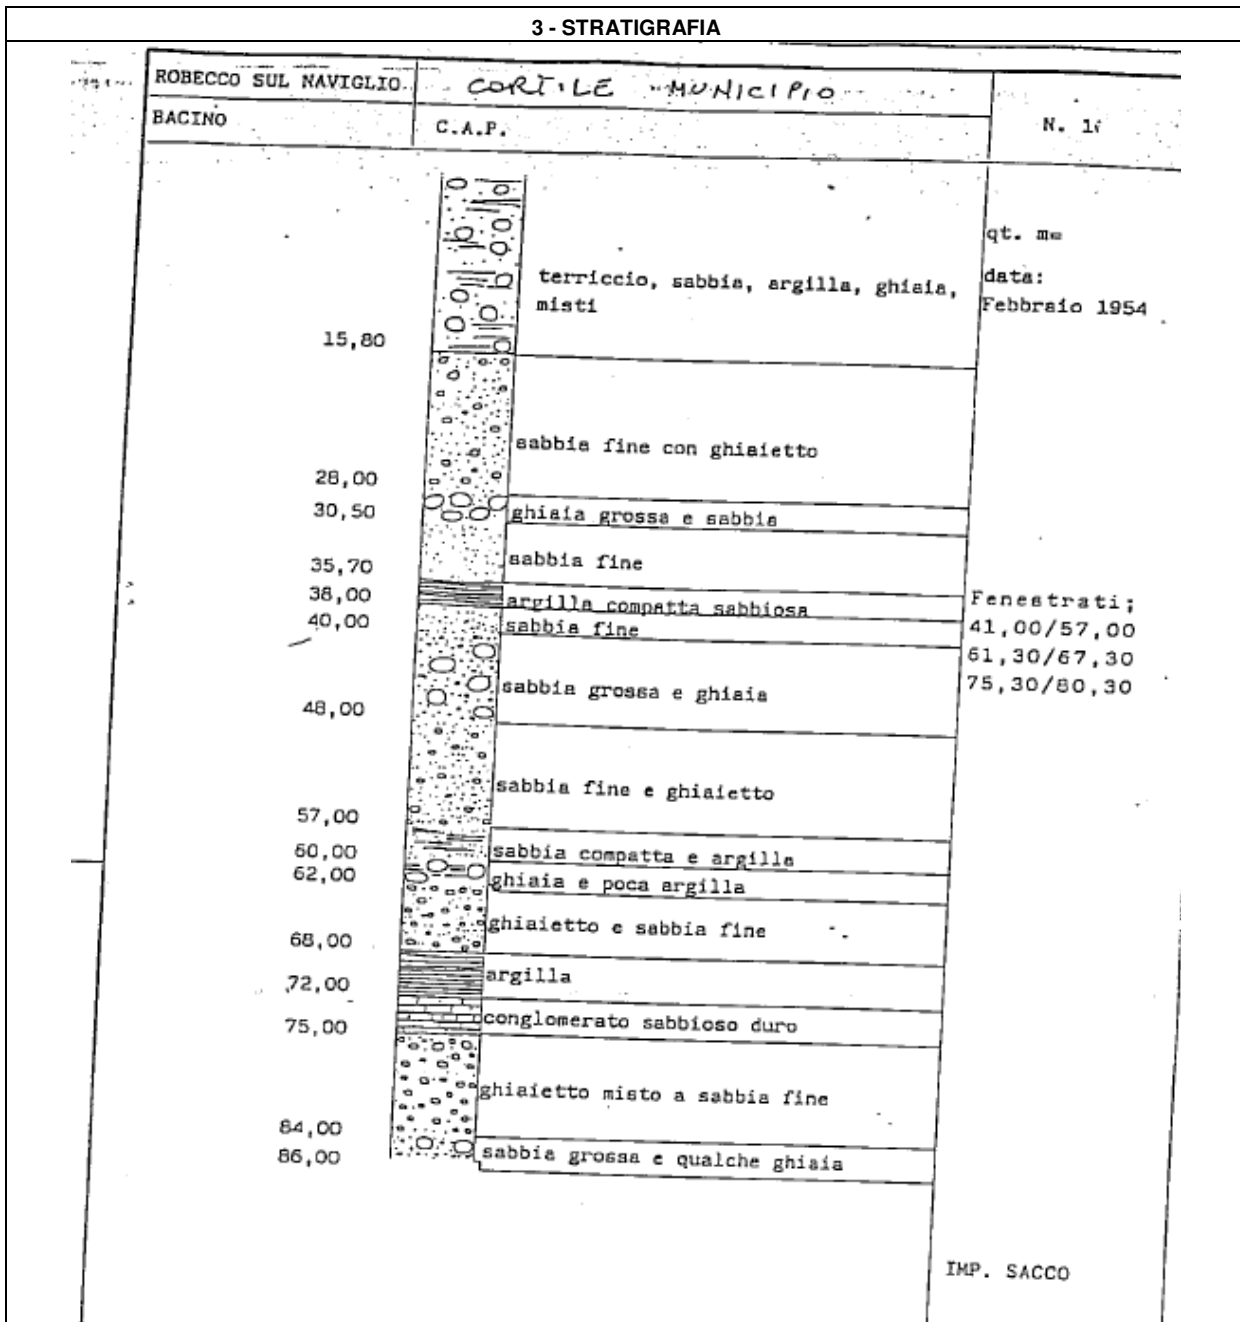 3 - STRATIGRAFIA
ROBECCO SUL NAVIGLIO
CORTILE MUNICIPIO
BACINO
C.A.P.
N.
qt. m
data:
Febbraio 1954
terriccio, sabbia, argilla, ghiaia,
misti
15,80
sabbia fine con ghiaietto
28,00
30,50
ghiaia grossa e sabbia
sabbia fine
35,70
38,00
argilla compatta sabbiosa
40,00
sabbia fine
Fenestrati;
41,00/57,00
61,30/67,30
75,30/80,30
sabbia grossa e ghiaia
48,00
sabbia fine e ghiaietto
57,00
60,00
sabbia compatta e argilla
62,00
ghiaia e poca argilla
ghiaietto e sabbia fine
68,00
argilla
72,00
conglomerato sabbioso duro
75,00
ghiaietto misto a sabbia fine
84,00
86,00
sabbia grossa e qualche ghiaia
IMP. SACCO